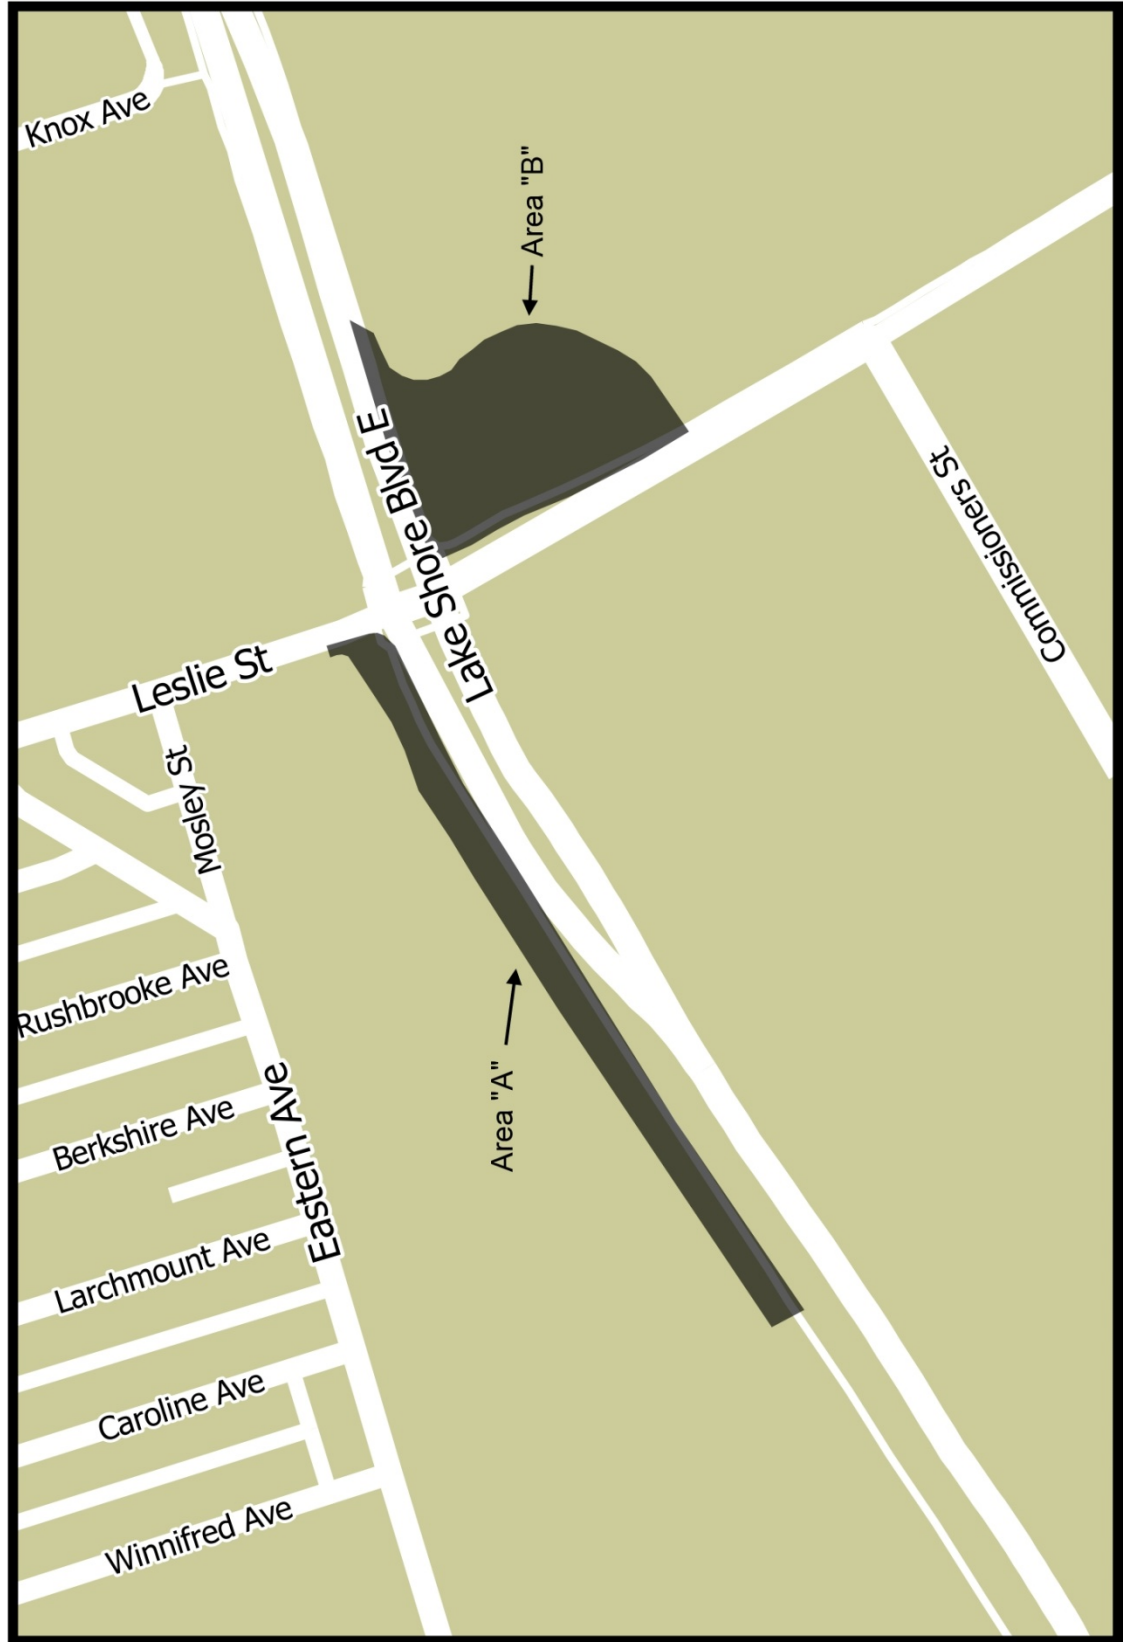 Knox Ave
Area "B"
Lake Shore Blvd E
Leslie St
Commissioners St
Mosley St
Rushbrooke Ave
Area "A"
Berkshire Ave
Eastern Ave
Larchmount Ave
Caroline Ave
Winnifred Ave